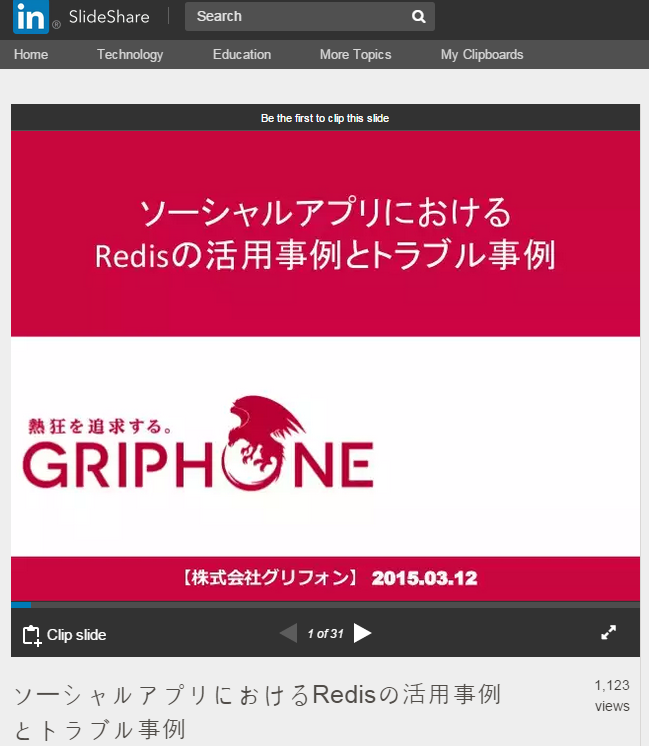 in ® SlideShare Search
Home Technology Education More Topics My Clipboards
Be the first to clip this slide
ソーシャルアプリにおける
Redisの活用事例とトラブル事例
熱狂を追求する。
GRIPHONE
【株式会社グリフォン】 2015.03.12
Clip slide 1 of 31
ソーシャルアプリにおけるRedisの活用事例
とトラブル事例
1,123
views